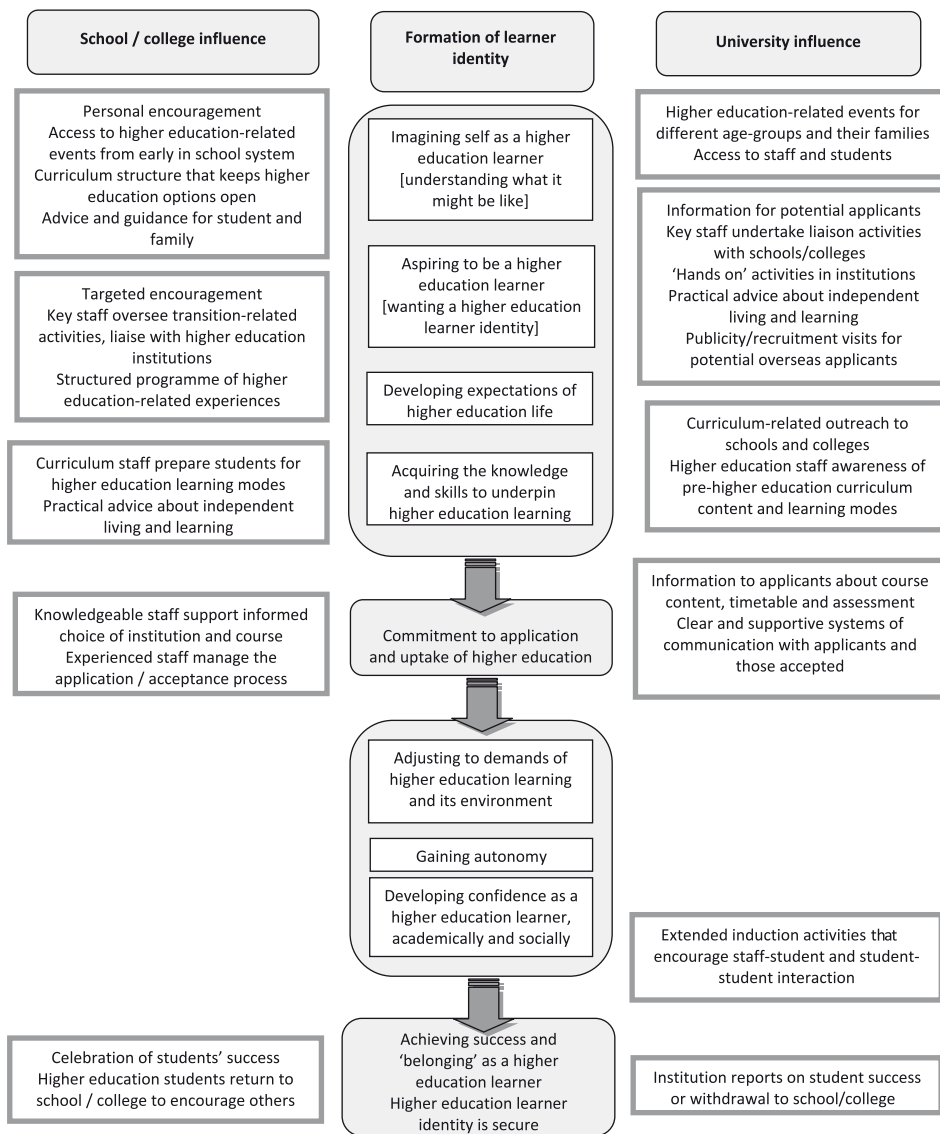 School / college influence
Formation of learner
identity
University influence
Personal encouragement
Access to higher education-related
events from early in school system
Curriculum structure that keeps higher
education options open
Advice and guidance for student and
family
Targeted encouragement
Key staff oversee transition-related
activities, liaise with higher education
institutions
Structured programme of higher
education-related experiences
Curriculum staff prepare students for
higher education learning modes
Practical advice about independent
living and learning
Knowledgeable staff support informed
choice of institution and course
Experienced staff manage the
application / acceptance process
Celebration of students’ success
Higher education students return to
school / college to encourage others
Imagining self as a higher
education learner
[understanding what it
might be like]
Aspiring to be a higher
education learner
[wanting a higher education
learner identity]
Developing expectations of
higher education life
Acquiring the knowledge
and skills to underpin
higher education learning
Commitment to application
and uptake of higher education
Adjusting to demands of
higher education learning
and its environment
Gaining autonomy
Developing confidence as a
higher education learner,
academically and socially
Achieving success and
‘belonging’ as a higher
education learner
Higher education learner
identity is secure
Higher education-related events for
different age-groups and their families
Access to staff and students
Information for potential applicants
Key staff undertake liaison activities
with schools/colleges
‘Hands on’ activities in institutions
Practical advice about independent
living and learning
Publicity/recruitment visits for
potential overseas applicants
Curriculum-related outreach to
schools and colleges
Higher education staff awareness of
pre-higher education curriculum
content and learning modes
Information to applicants about course
content, timetable and assessment
Clear and supportive systems of
communication with applicants and
those accepted
Extended induction activities that
encourage staff-student and student-
student interaction
Institution reports on student success
or withdrawal to school/college